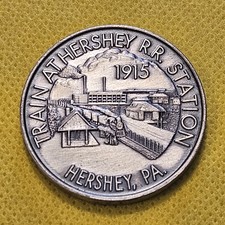 TRAIN AT HERSHEY R.R. STATION
1915
HERSHEY, PA.